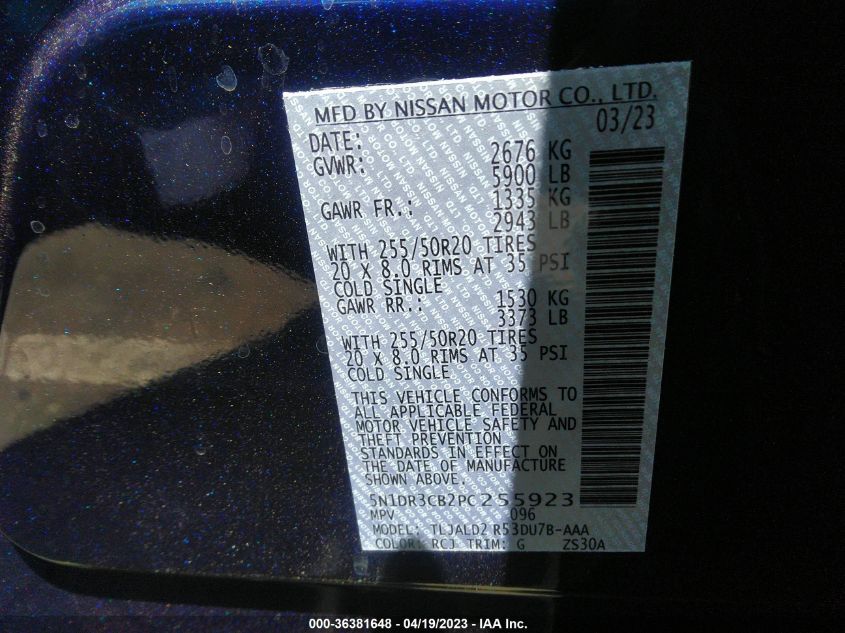 MFD BY NISSAN MOTOR CO., LTD.
DATE: 03/23
GVWR: 2676 KG
5900 LB
GAWR FR.: 1335 KG
2943 LB
WITH 255/50R20 TIRES
20 X 8.0 RIMS AT 35 PSI
COLD SINGLE
GAWR RR.: 1530 KG
3373 LB
WITH 255/50R20 TIRES
20 X 8.0 RIMS AT 35 PSI
COLD SINGLE
THIS VEHICLE CONFORMS TO
ALL APPLICABLE FEDERAL
MOTOR VEHICLE SAFETY AND
THEFT PREVENTION
STANDARDS IN EFFECT ON
THE DATE OF MANUFACTURE
SHOWN ABOVE.
5N1DR3CB2PC255923
MPV 096
MODEL: TLJALD2 R53DU7B-AAA
COLOR: RCJ TRIM: G ZS30A
000-36381648 - 04/19/2023 - IAA Inc.